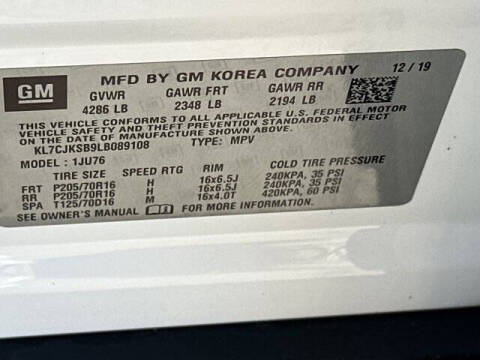 GM
MFD BY GM KOREA COMPANY 12/19
GVWR GAWR FRT GAWR RR
4286 LB 2348 LB 2194 LB
THIS VEHICLE CONFORMS TO ALL APPLICABLE U.S. FEDERAL MOTOR
VEHICLE SAFETY AND THEFT PREVENTION STANDARDS IN EFFECT ON THE
DATE OF MANUFACTURE SHOWN ABOVE.
KL7CJKSB9LB089108 TYPE: MPV
MODEL : 1JU76
TIRE SIZE SPEED RTG RIM COLD TIRE PRESSURE
FRT P205/70R16 H 16x6.5J 240KPA, 35 PSI
RR P205/70R16 H 16x6.5J 240KPA, 35 PSI
SPA T125/70D16 M 16x4.0T 420KPA, 60 PSI
SEE OWNER'S MANUAL FOR MORE INFORMATION.